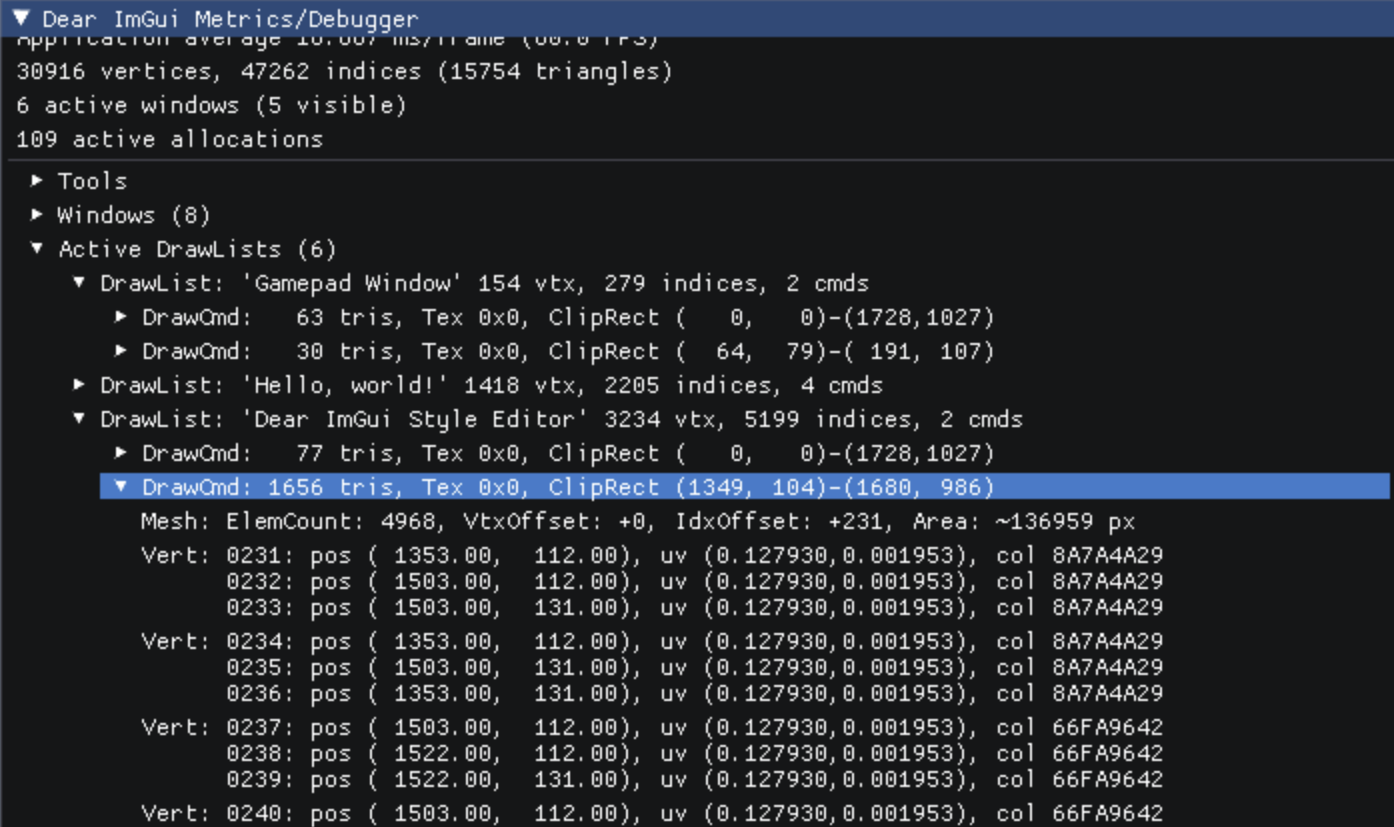 Dear ImGui Metrics/Debugger
Application average 16.667 ms/frame (60.0 FPS)
30916 vertices, 47262 indices (15754 triangles)
6 active windows (5 visible)
109 active allocations
Tools
Windows (8)
Active DrawLists (6)
DrawList: 'Gamepad Window' 154 vtx, 279 indices, 2 cmds
DrawCmd:   63 tris, Tex 0x0, ClipRect (   0,   0)-(1728,1027)
DrawCmd:   30 tris, Tex 0x0, ClipRect (  64,  79)-( 191, 107)
DrawList: 'Hello, world!' 1418 vtx, 2205 indices, 4 cmds
DrawList: 'Dear ImGui Style Editor' 3234 vtx, 5199 indices, 2 cmds
DrawCmd:   77 tris, Tex 0x0, ClipRect (   0,   0)-(1728,1027)
DrawCmd: 1656 tris, Tex 0x0, ClipRect (1349, 104)-(1680, 986)
Mesh: ElemCount: 4968, VtxOffset: +0, IdxOffset: +231, Area: ~136959 px
Vert: 0231: pos ( 1353.00,  112.00), uv (0.127930,0.001953), col 8A7A4A29
0232: pos ( 1503.00,  112.00), uv (0.127930,0.001953), col 8A7A4A29
0233: pos ( 1503.00,  131.00), uv (0.127930,0.001953), col 8A7A4A29
Vert: 0234: pos ( 1353.00,  112.00), uv (0.127930,0.001953), col 8A7A4A29
0235: pos ( 1503.00,  131.00), uv (0.127930,0.001953), col 8A7A4A29
0236: pos ( 1353.00,  131.00), uv (0.127930,0.001953), col 8A7A4A29
Vert: 0237: pos ( 1503.00,  112.00), uv (0.127930,0.001953), col 66FA9642
0238: pos ( 1522.00,  112.00), uv (0.127930,0.001953), col 66FA9642
0239: pos ( 1522.00,  131.00), uv (0.127930,0.001953), col 66FA9642
Vert: 0240: pos ( 1503.00,  112.00), uv (0.127930,0.001953), col 66FA9642